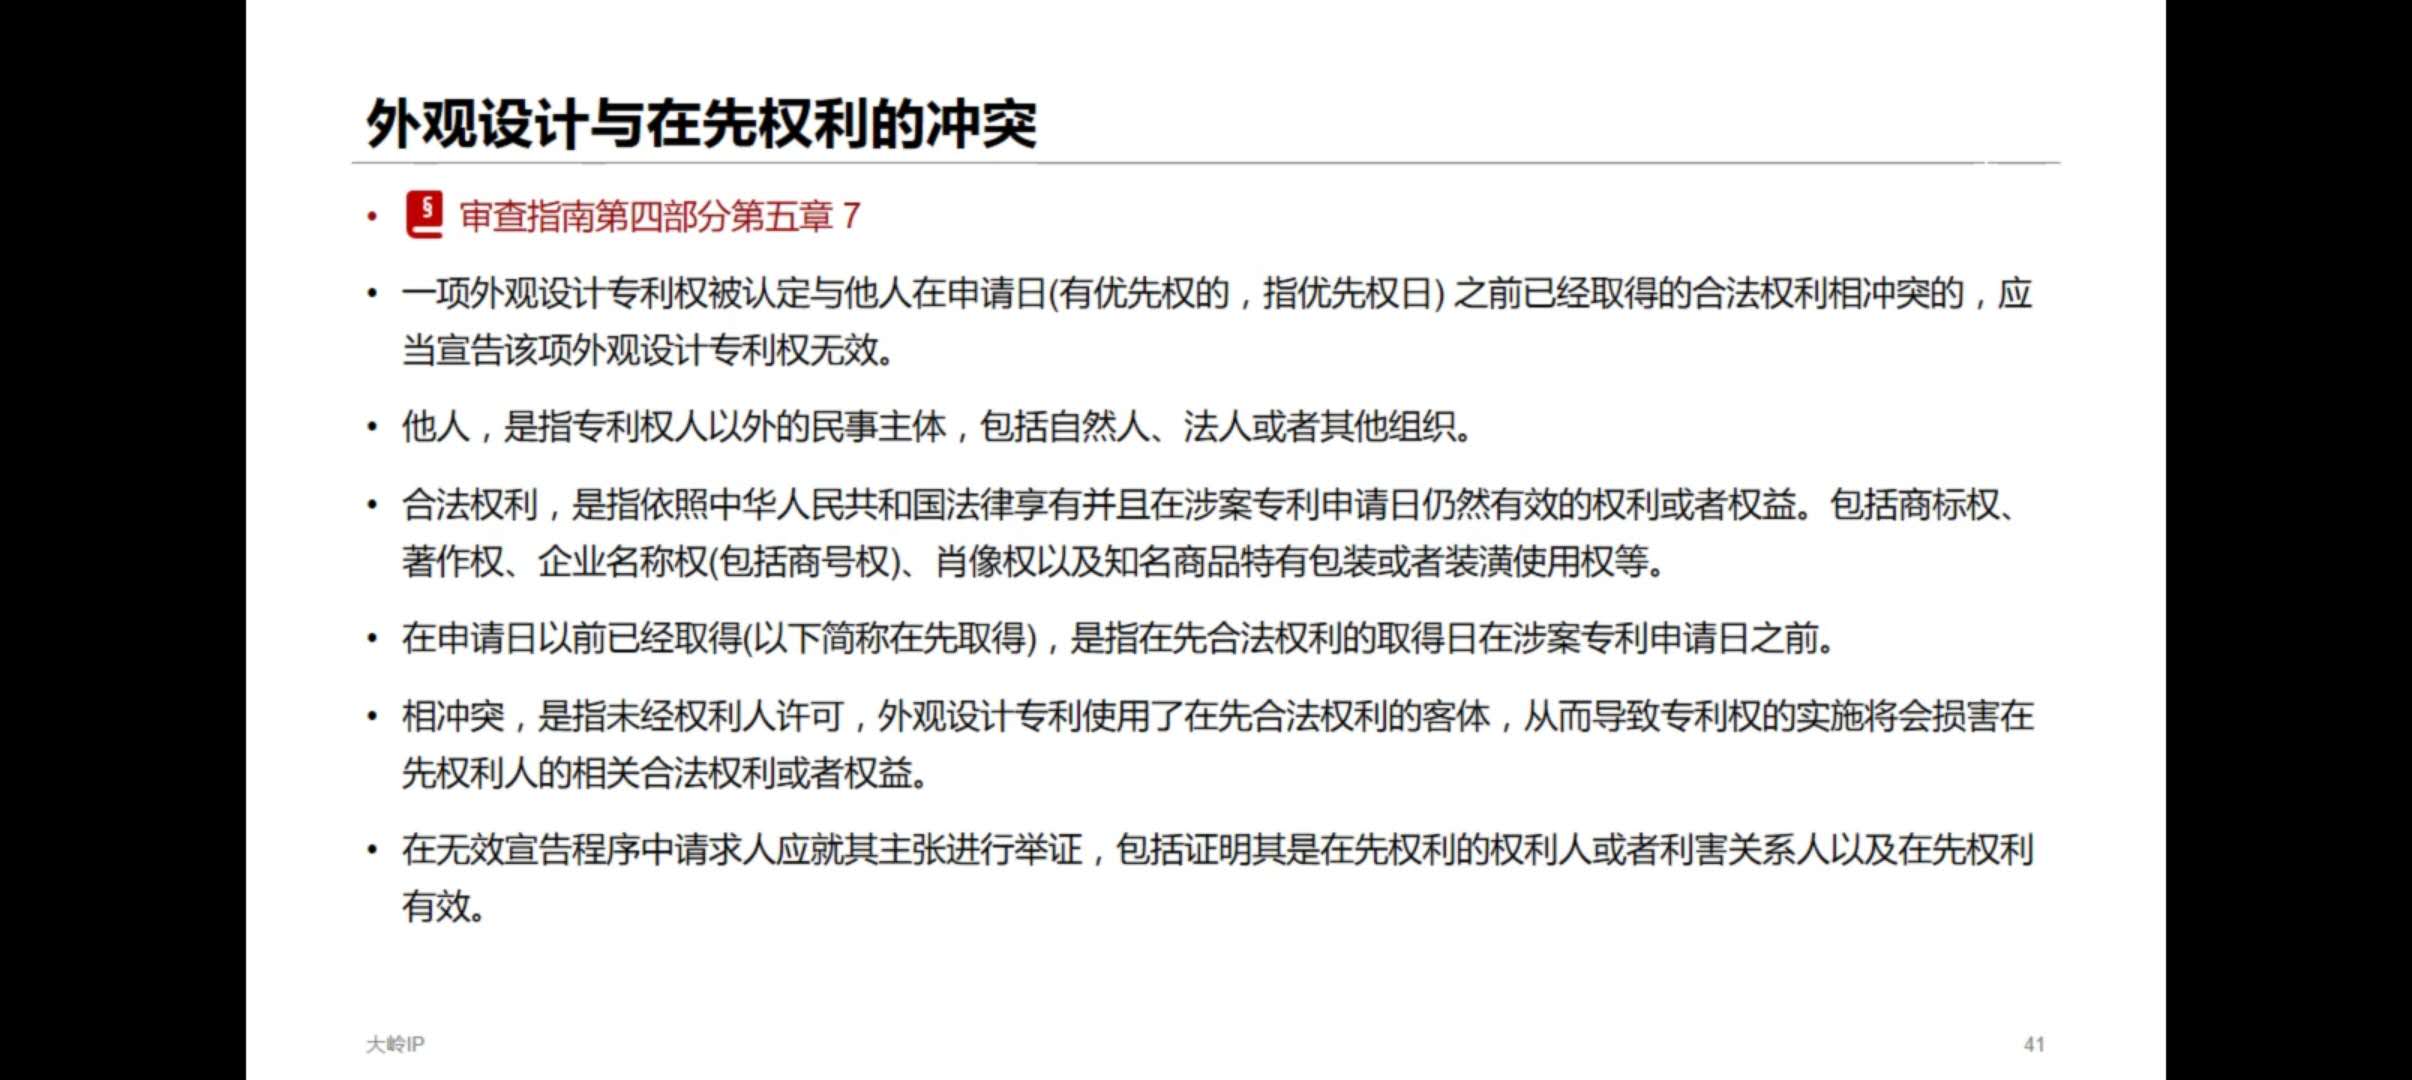 外观设计与在先权利的冲突
• § 审查指南第四部分第五章 7
• 一项外观设计专利权被认定与他人在申请日(有优先权的，指优先权日) 之前已经取得的合法权利相冲突的，应
当宣告该项外观设计专利权无效。
• 他人，是指专利权人以外的民事主体，包括自然人、法人或者其他组织。
• 合法权利，是指依照中华人民共和国法律享有并且在涉案专利申请日仍然有效的权利或者权益。包括商标权、
著作权、企业名称权(包括商号权)、肖像权以及知名商品特有包装或者装潢使用权等。
• 在申请日以前已经取得(以下简称在先取得)，是指在先合法权利的取得日在涉案专利申请日之前。
• 相冲突，是指未经权利人许可，外观设计专利使用了在先合法权利的客体，从而导致专利权的实施将会损害在
先权利人的相关合法权利或者权益。
• 在无效宣告程序中请求人应就其主张进行举证，包括证明其是在先权利的权利人或者利害关系人以及在先权利
有效。
大岭IP
41